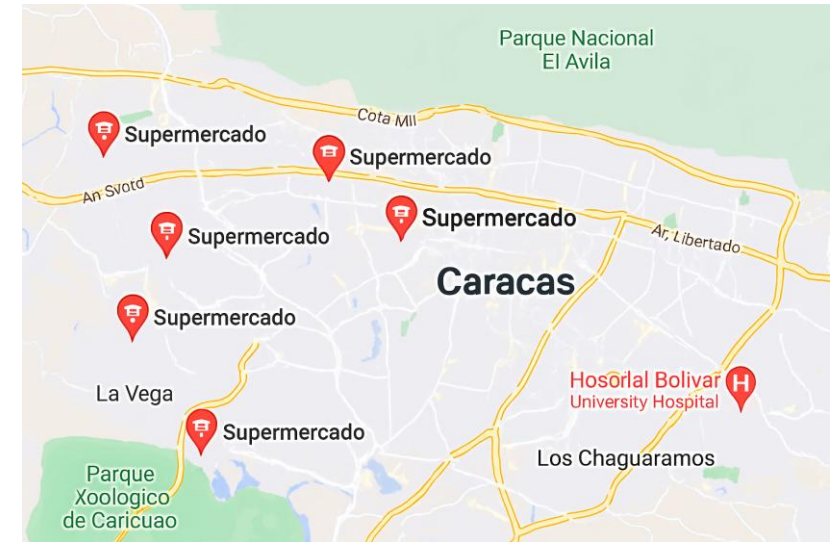 Parque Nacional
El Avila
Cota Mll
Supermercado
Supermercado
An Svotd
Supermercado
Supermercado
Ar, Libertado
Caracas
Supermercado
Hosorlal Bolivar
University Hospital
H
La Vega
Supermercado
Los Chaguaramos
Parque
Xoologico
de Caricuao